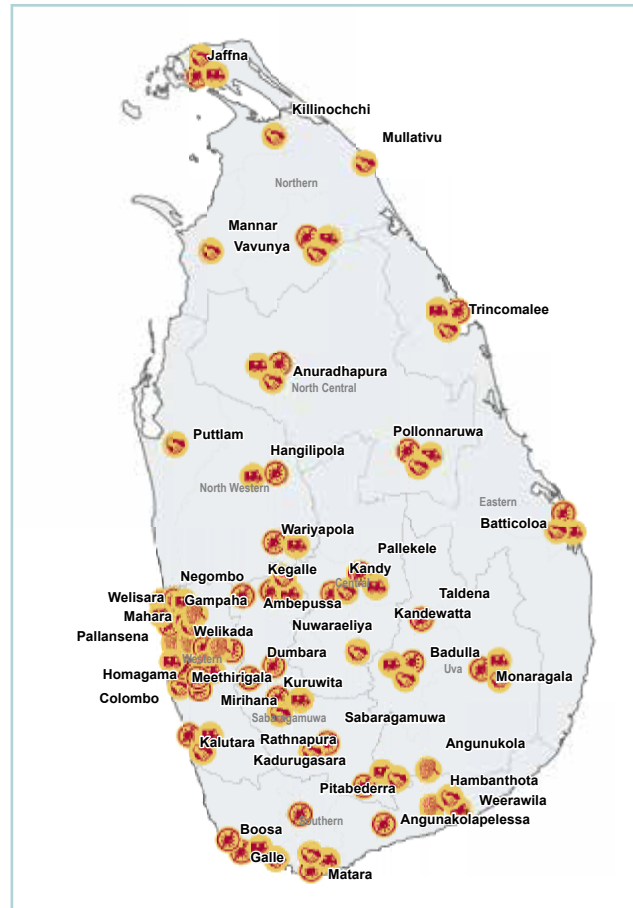 Jaffna
Killinochchi
Mullativu
Northern
Mannar
Vavunya
Trincomalee
Anuradhapura
North Central
Puttlam
Pollonnaruwa
Hangilipola
North Western
Eastern
Batticoloa
Wariyapola
Pallekele
Kegalle
Kandy
Negombo
Central
Taldena
Welisara
Gampaha
Ambepussa
Mahara
Kandewatta
Nuwaraeliya
Pallansena
Welikada
Western
Dumbara
Badulla
Uva
Homagama
Meethirigala
Kuruwita
Monaragala
Colombo
Mirihana
Sabaragamuwa
Sabaragamuwa
Kalutara
Rathnapura
Angunukola
Kadurugasara
Hambanthota
Pitabederra
Weerawila
Southern
Angunakolapelessa
Boosa
Galle
Matara